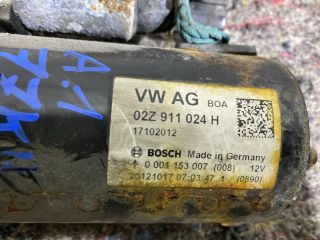 VW AG BOA
02Z 911 024 H
17102012
BOSCH Made in Germany
0 001 153 007 (008) 12V
20121017 07:03:47 1 (0890)
A.1